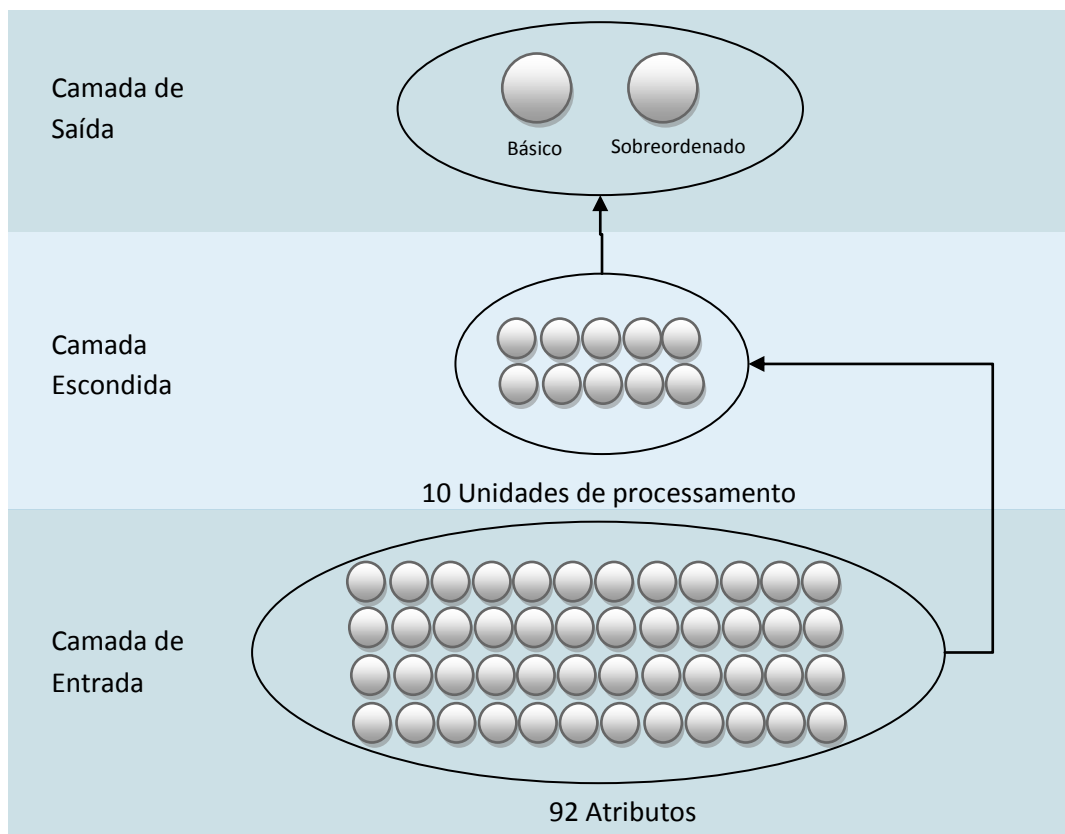 Camada de
Saída
Básico
Sobreordenado
Camada
Escondida
10 Unidades de processamento
Camada de
Entrada
92 Atributos